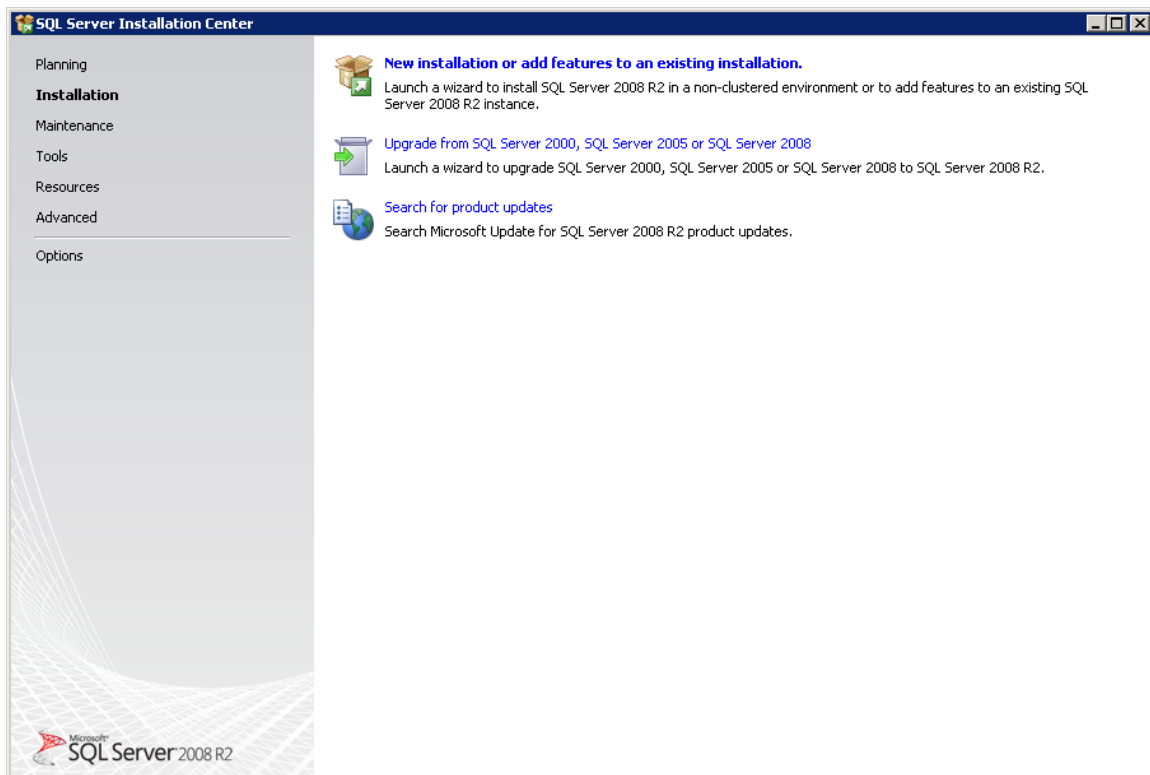 SQL Server Installation Center
Planning
Installation
Maintenance
Tools
Resources
Advanced
Options
New installation or add features to an existing installation.
Launch a wizard to install SQL Server 2008 R2 in a non-clustered environment or to add features to an existing SQL
Server 2008 R2 instance.
Upgrade from SQL Server 2000, SQL Server 2005 or SQL Server 2008
Launch a wizard to upgrade SQL Server 2000, SQL Server 2005 or SQL Server 2008 to SQL Server 2008 R2.
Search for product updates
Search Microsoft Update for SQL Server 2008 R2 product updates.
Microsoft
SQL Server 2008 R2